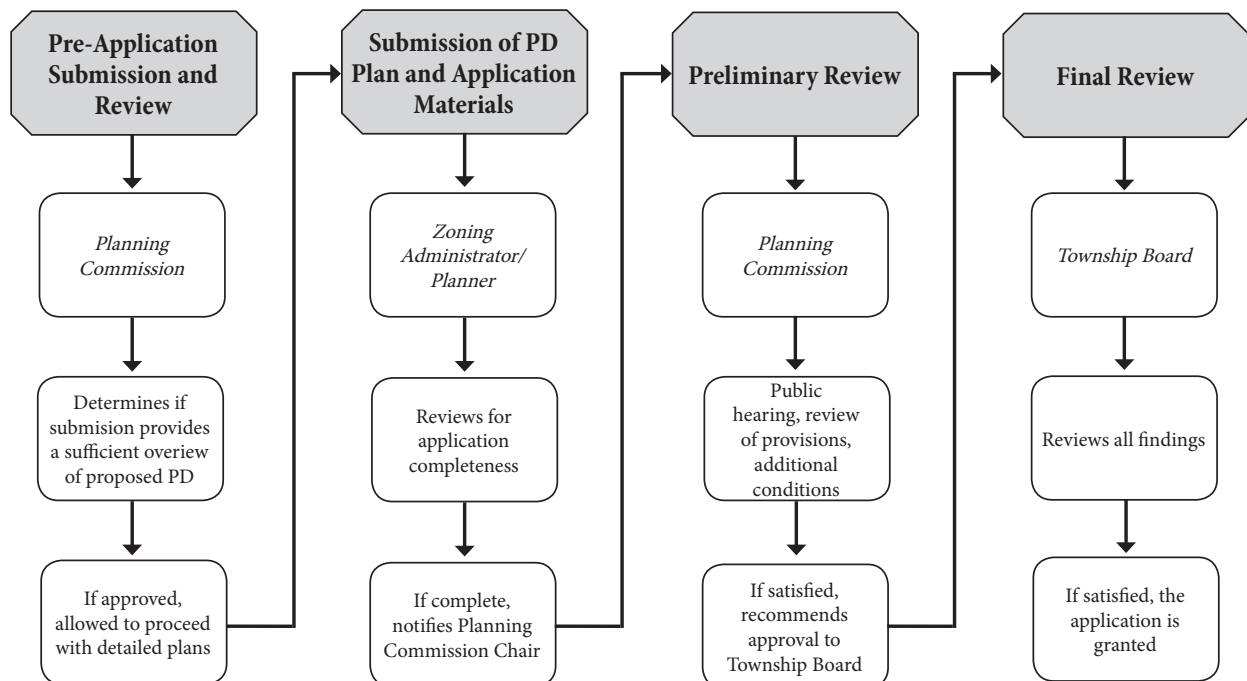 Pre-Application
Submission and
Review
Planning
Commission
Determines if
submision provides
a sufficient overiew
of proposed PD
If approved,
allowed to proceed
with detailed plans
Submission of PD
Plan and Application
Materials
Zoning
Administrator/
Planner
Reviews for
application
completeness
If complete,
notifies Planning
Commission Chair
Preliminary Review
Planning
Commission
Public
hearing, review
of provisions,
additional
conditions
If satisfied,
recommends
approval to
Township Board
Final Review
Township Board
Reviews all findings
If satisfied, the
application is
granted